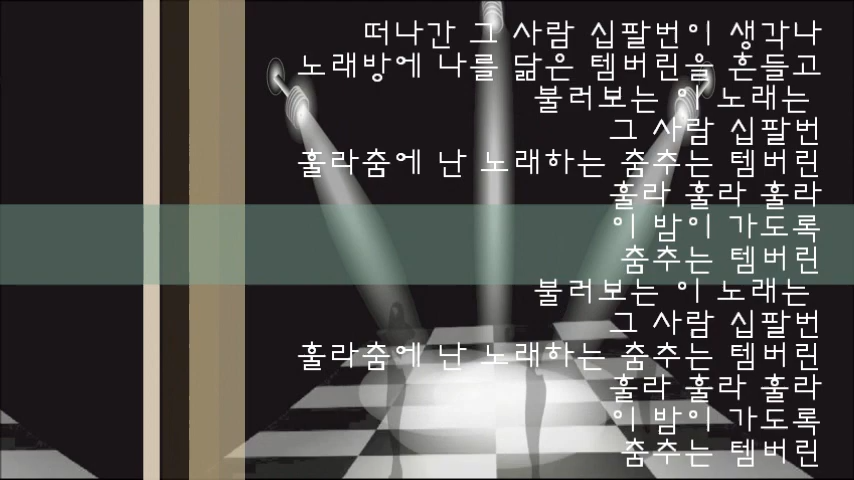 떠나간 그 사람 십팔번이 생각나
노래방에 나를 닮은 템버린을 흔들고
불러보는 이 노래는
그 사람 십팔번
훌라춤에 난 노래하는 춤추는 템버린
훌라 훌라 훌라
이 밤이 가도록
춤추는 템버린
불러보는 이 노래는
그 사람 십팔번
훌라춤에 난 노래하는 춤추는 템버린
훌라 훌라 훌라
이 밤이 가도록
춤추는 템버린